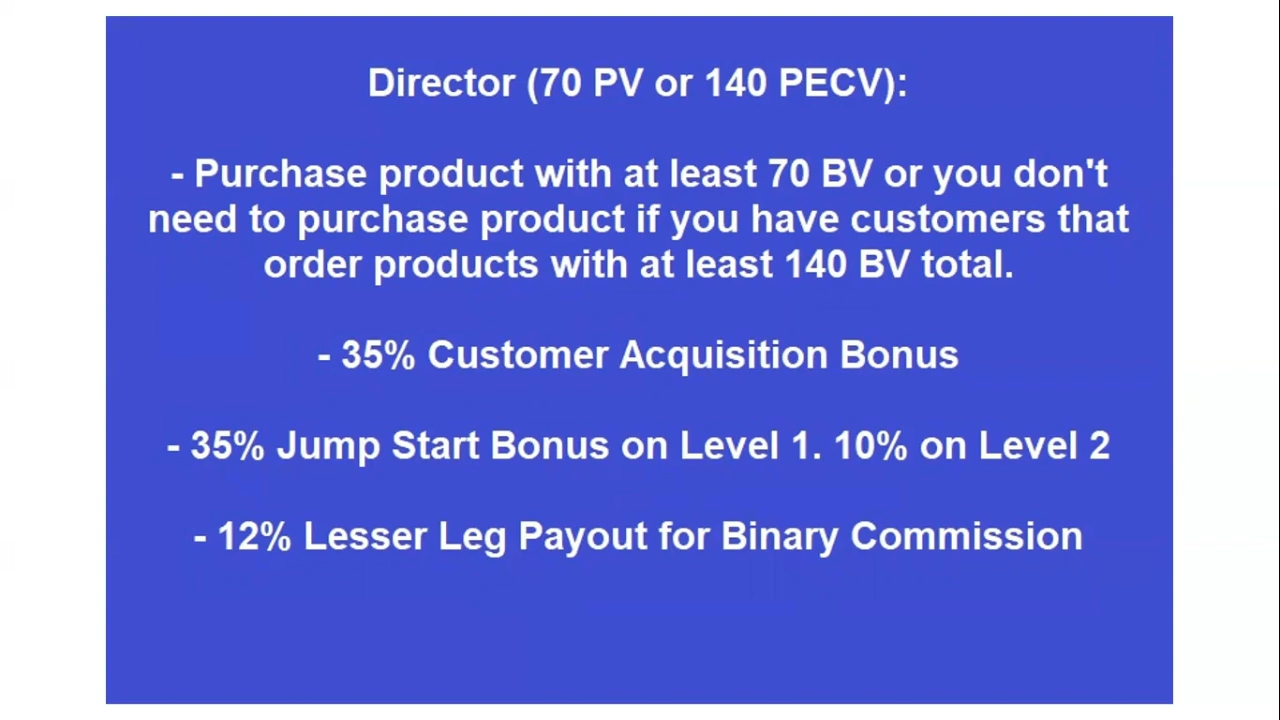 Director (70 PV or 140 PECV):
- Purchase product with at least 70 BV or you don't
need to purchase product if you have customers that
order products with at least 140 BV total.
- 35% Customer Acquisition Bonus
- 35% Jump Start Bonus on Level 1. 10% on Level 2
- 12% Lesser Leg Payout for Binary Commission